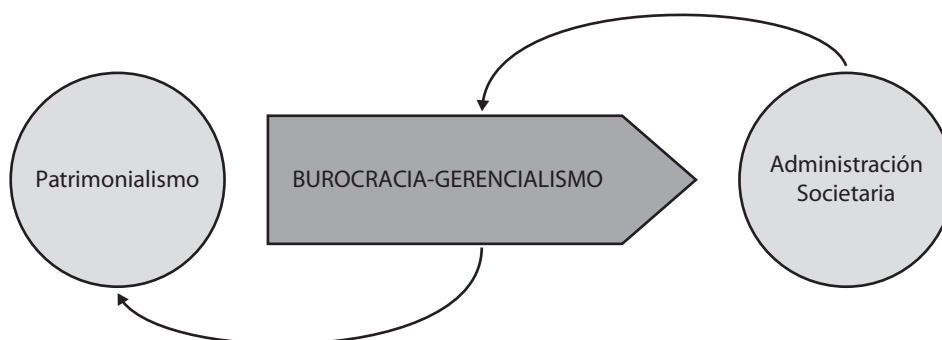 Patrimonialismo
BUROCRACIA-GERENCIALISMO
Administración
Societaria